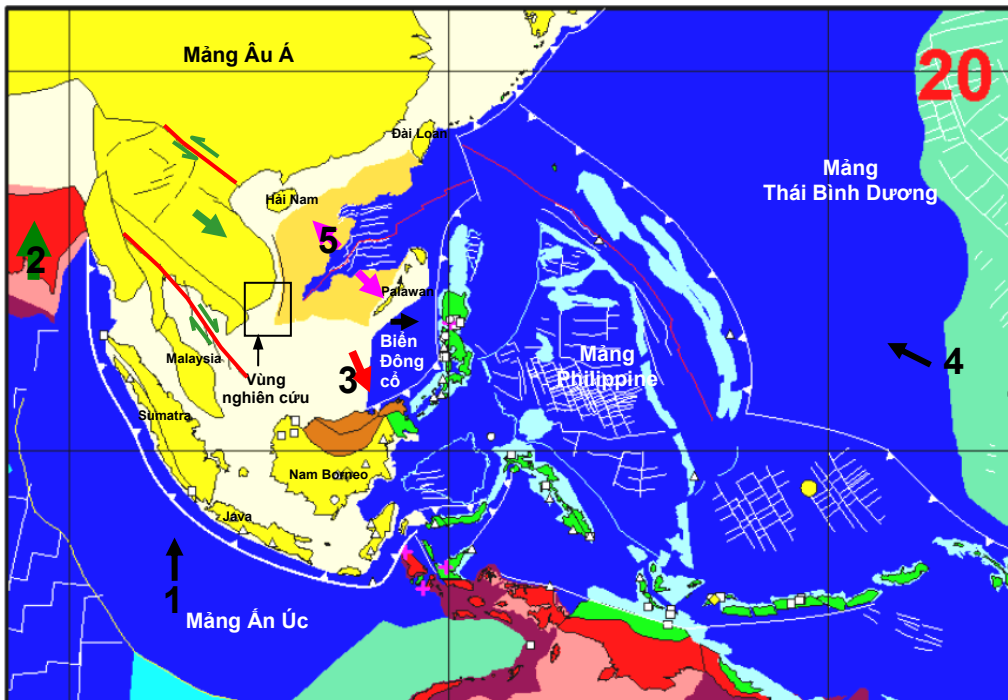 Mảng Âu Á
20
Đài Loan
Mảng
Thái Bình Dương
Hải Nam
5
2
Palawan
Biển
Đông
cổ
Malaysia
Vùng
nghiên cứu
3
Mảng
Philippine
4
Sumatra
Nam Borneo
Java
1
Mảng Ấn Úc